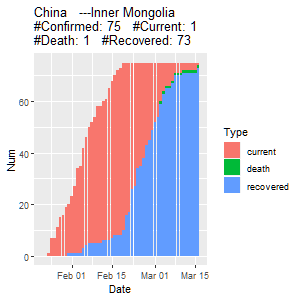 China   ---Inner Mongolia
#Confirmed: 75   #Current: 1
#Death: 1   #Recovered: 73
Num
60
40
20
0
Feb 01
Feb 15
Mar 01
Mar 15
Date
Type
current
death
recovered